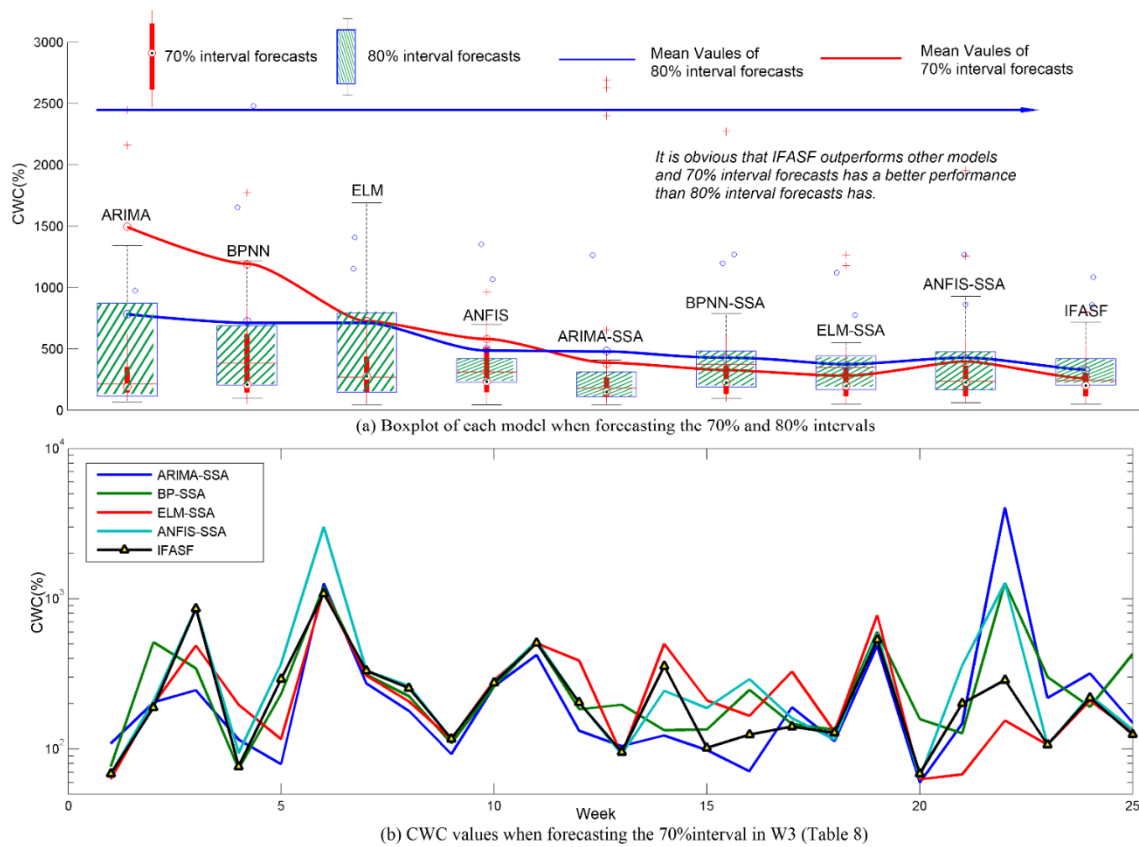 3000
2500
2000
1500
1000
500
0
CWC(%)
70% interval forecasts
80% interval forecasts
Mean Vaules of
80% interval forecasts
Mean Vaules of
70% interval forecasts
It is obvious that IFASF outperforms other models
and 70% interval forecasts has a better performance
than 80% interval forecasts has.
ARIMA
BPNN
ELM
ANFIS
ARIMA-SSA
BPNN-SSA
ELM-SSA
ANFIS-SSA
IFASF
(a) Boxplot of each model when forecasting the 70% and 80% intervals
10^4
10^3
10^2
CWC(%)
ARIMA-SSA
BP-SSA
ELM-SSA
ANFIS-SSA
IFASF
0 5 10 15 20 25
Week
(b) CWC values when forecasting the 70%interval in W3 (Table 8)